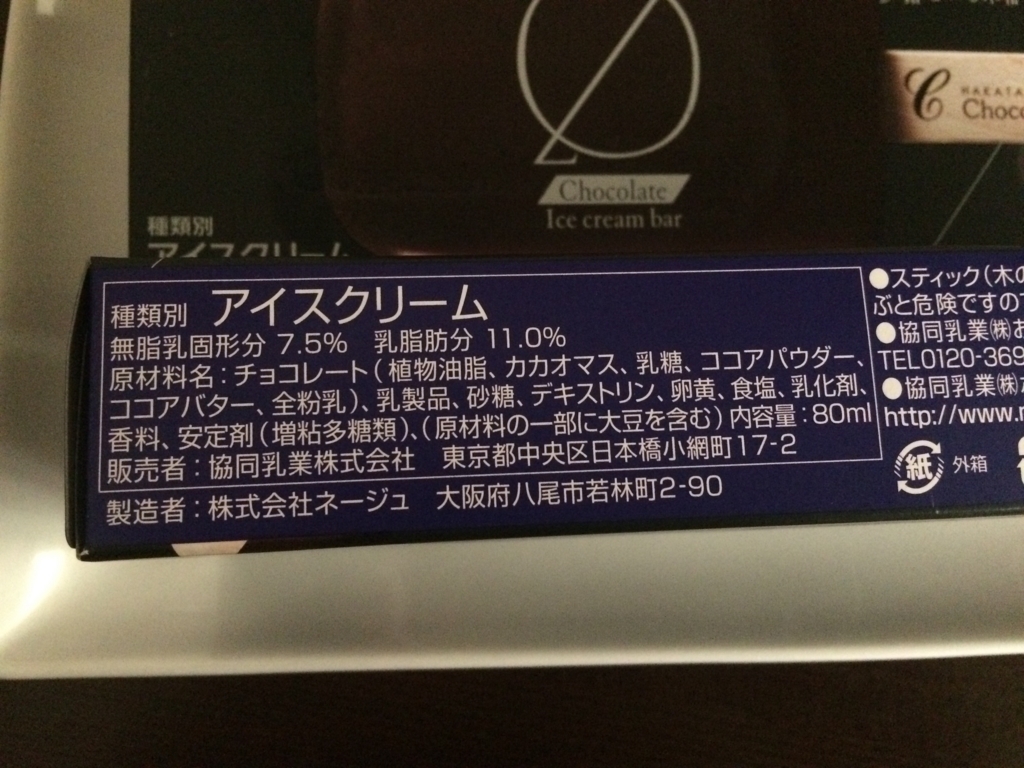 Chocolate
Ice cream bar
HAKATA
Choco
種類別
アイスクリーム
種類別 アイスクリーム
無脂乳固形分 7.5% 乳脂肪分 11.0%
原材料名:チョコレート(植物油脂、カカオマス、乳糖、ココアパウダー、
ココアバター、全粉乳)、乳製品、砂糖、デキストリン、卵黄、食塩、乳化剤、
香料、安定剤(増粘多糖類)、(原材料の一部に大豆を含む) 内容量:80ml
販売者:協同乳業株式会社 東京都中央区日本橋小網町17-2
製造者:株式会社ネージュ 大阪府八尾市若林町2-90
●スティック(木の
ぶと危険ですので
●協同乳業㈱お
TEL0120-369
●協同乳業㈱
http://www.
紙 外箱